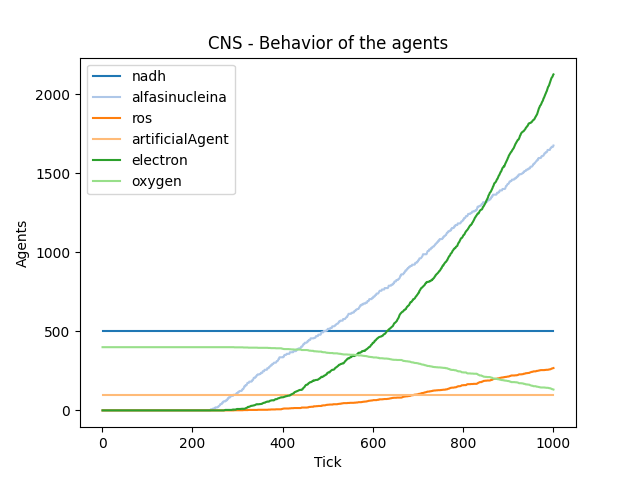 CNS - Behavior of the agents
nadh
alfasinucleina
ros
artificialAgent
electron
oxygen
2000
1500
1000
500
0
Agents
0 200 400 600 800 1000
Tick